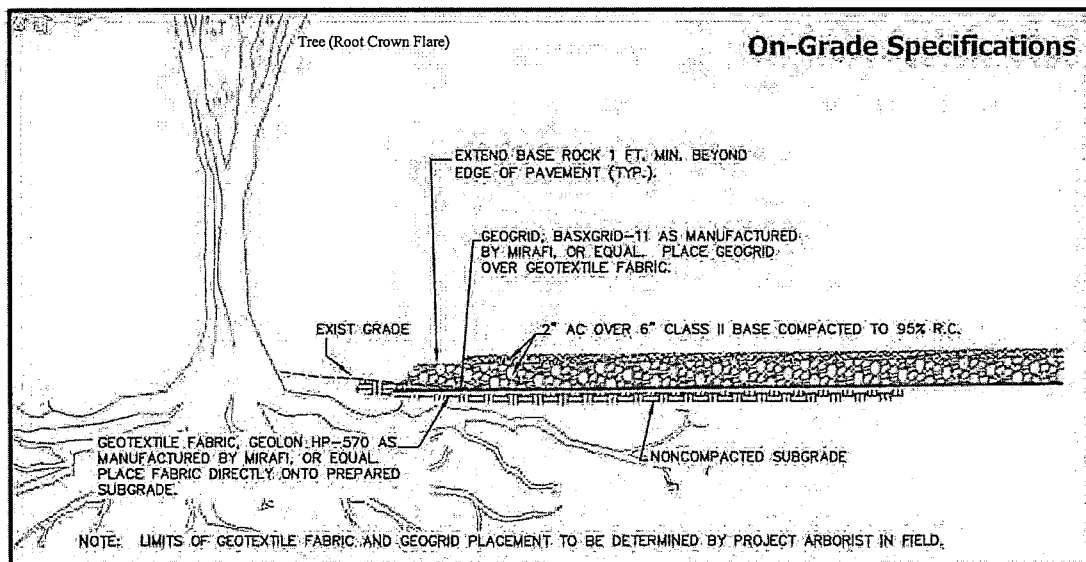 On-Grade Specifications
Tree (Root Crown Flare)
EXTEND BASE ROCK 1 FT. MIN. BEYOND
EDGE OF PAVEMENT (TYP.).
GEOGRID, BASXGRID-11 AS MANUFACTURED
BY MIRAFI, OR EQUAL. PLACE GEOGRID
OVER GEOTEXTILE FABRIC.
EXIST GRADE
2" AC OVER 6" CLASS II BASE COMPACTED TO 95% R.C.
GEOTEXTILE FABRIC, GEOLON HP-570 AS
MANUFACTURED BY MIRAFI, OR EQUAL.
PLACE FABRIC DIRECTLY ONTO PREPARED
SUBGRADE.
NONCOMPACTED SUBGRADE
NOTE: LIMITS OF GEOTEXTILE FABRIC AND GEOGRID PLACEMENT TO BE DETERMINED BY PROJECT ARBORIST IN FIELD.